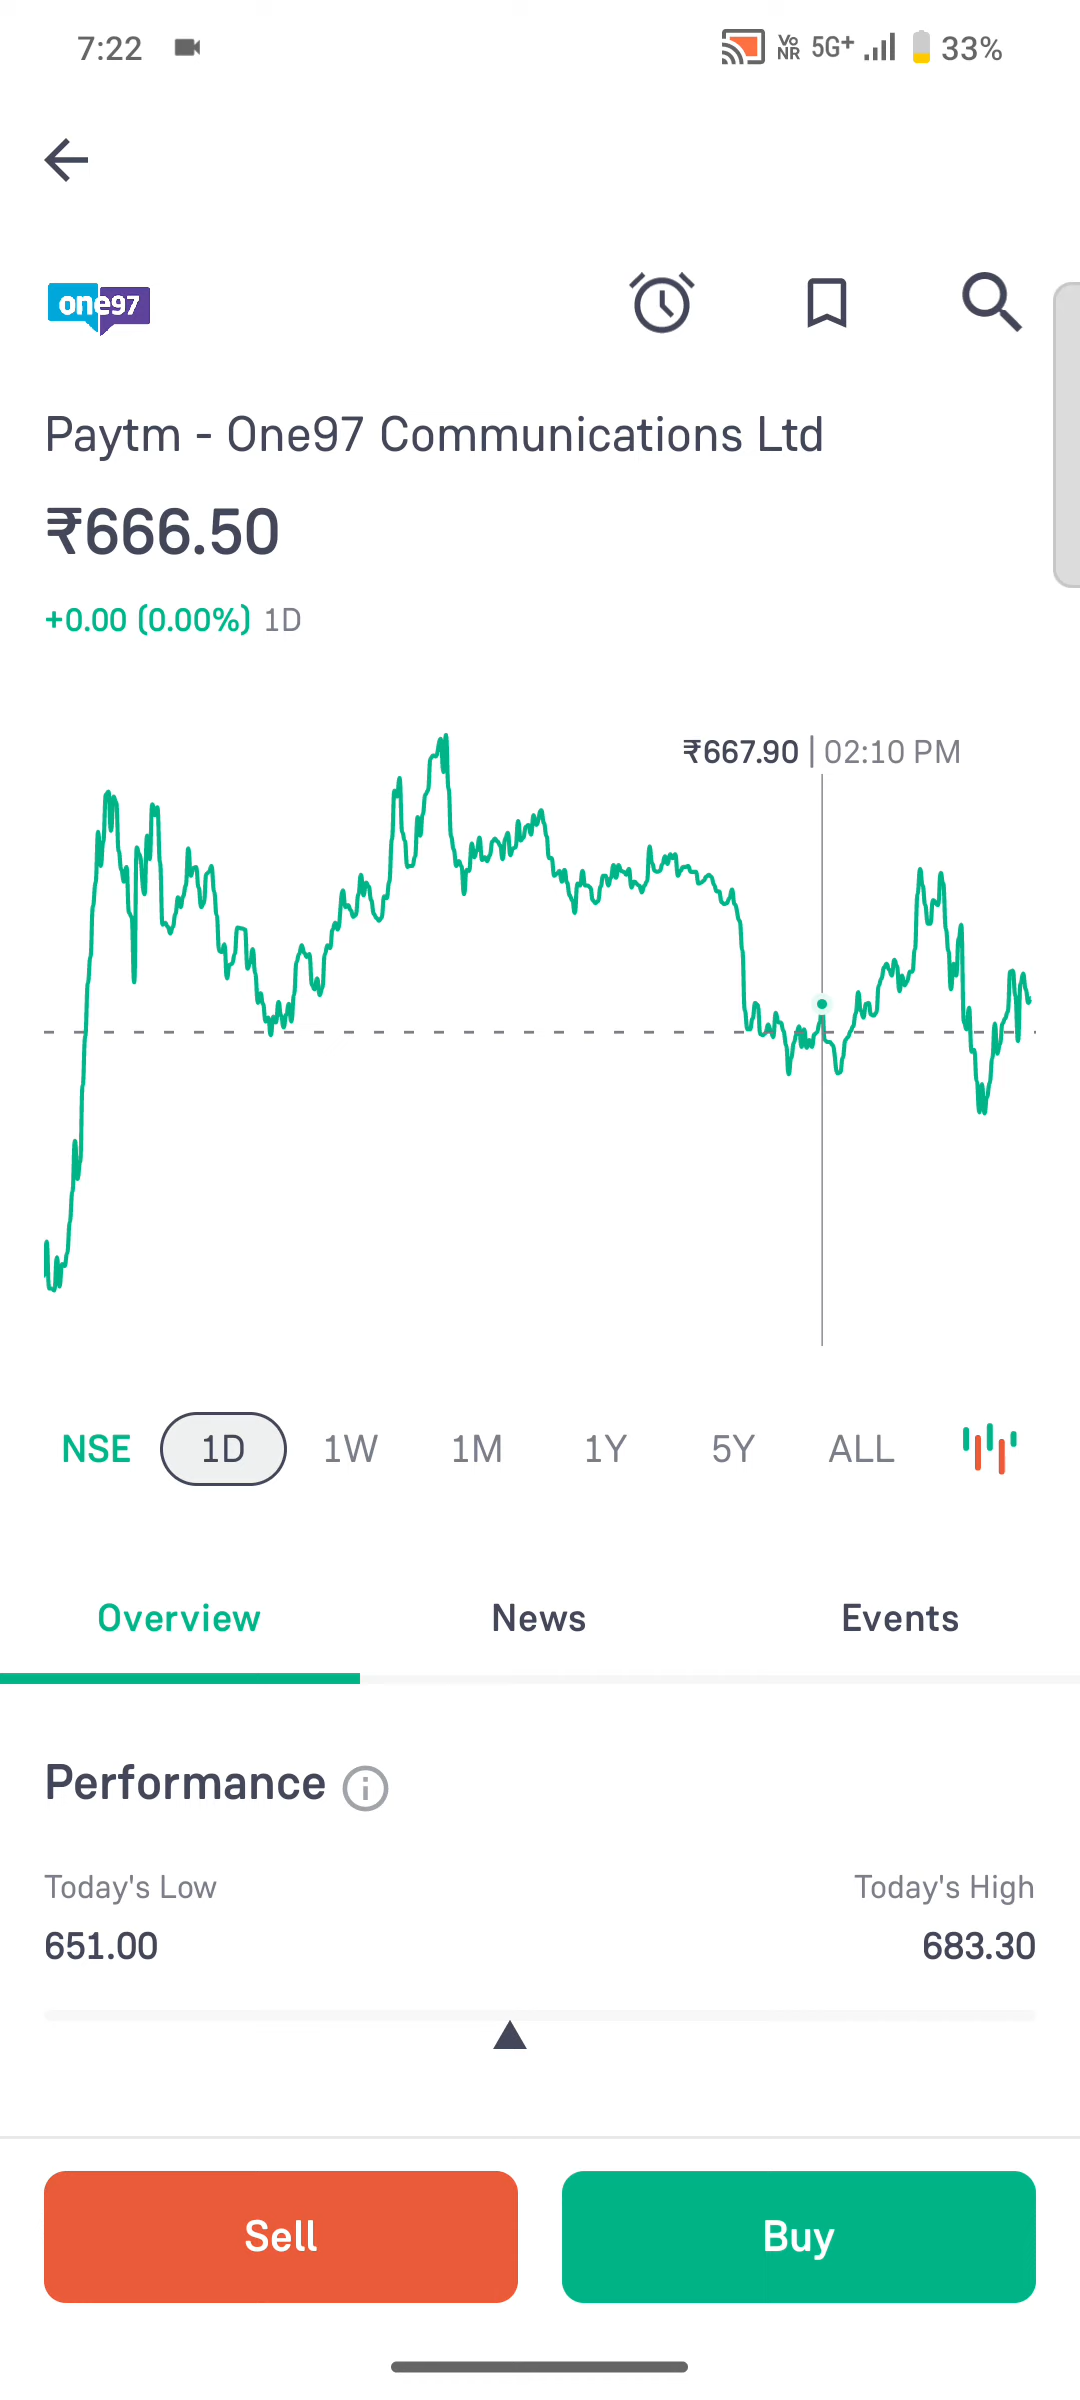 7:22 Vo NR 5G+ 33%
one97
Paytm - One97 Communications Ltd
₹666.50
+0.00 (0.00%) 1D
₹667.90 | 02:10 PM
NSE 1D 1W 1M 1Y 5Y ALL
Overview News Events
Performance
Today's Low Today's High
651.00 683.30
Sell Buy